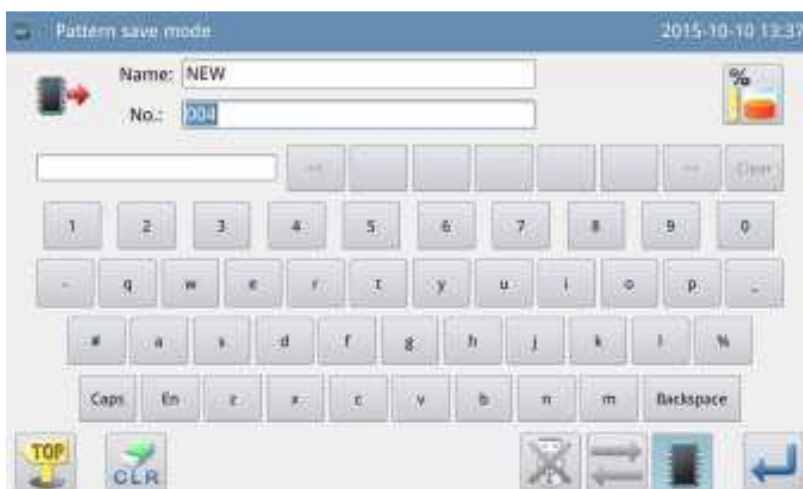 Pattern save mode 2015-10-10 13:37
Name: NEW
No.: 004
%
<< >> Clear
1 2 3 4 5 6 7 8 9 0
- q w e r t y u i o p _
# a s d f g h j k l %
Caps En z x c v b n m Backspace
TOP CLR